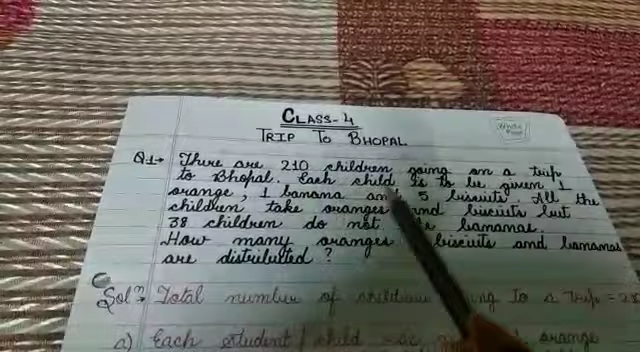 CLASS-4
TRIP TO BHOPAL
Q.1→ There are 210 children going on a trip
to Bhopal. Each child is to be given 1
orange, 1 banana and 5 biscuits. All the
children take oranges and biscuits but
38 children do not bananas.
How many oranges biscuits and bananas
are distributted ?
Soln→ Total number of children to a trip = 2
a) Each student / child orange